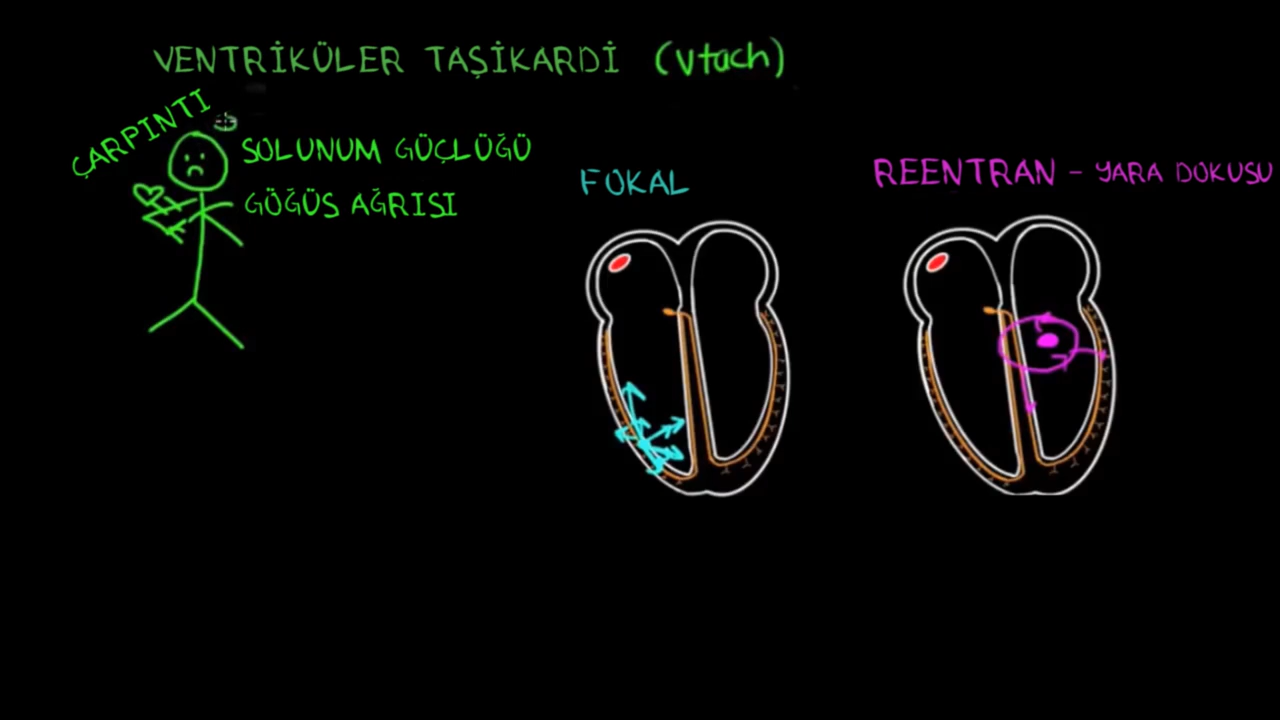 VENTRİKÜLER TAŞİKARDİ (Vtach)
ÇARPINTI
SOLUNUM GÜÇLÜĞÜ
GÖĞÜS AĞRISI
FOKAL
REENTRAN - YARA DOKUSU